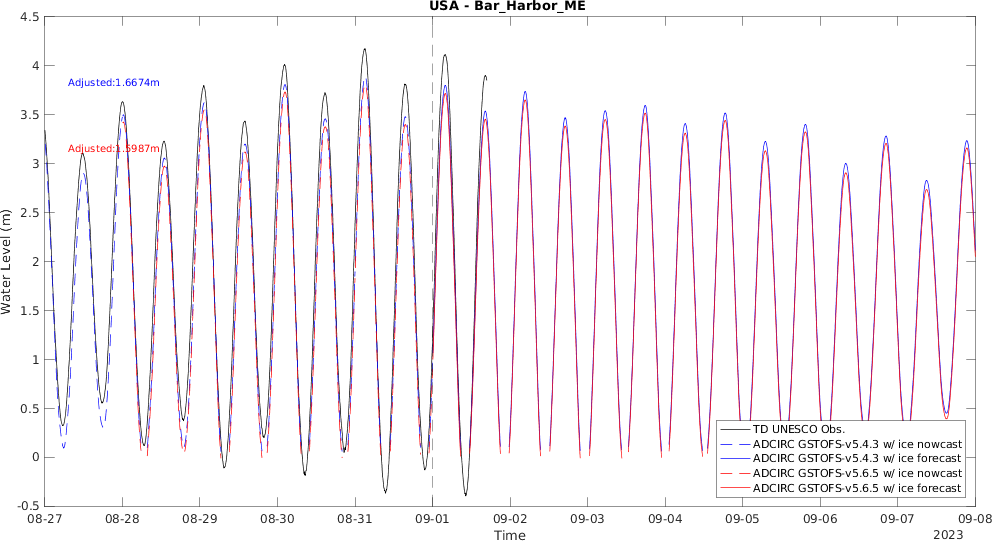 USA - Bar_Harbor_ME
4.5
4
3.5
3
2.5
2
1.5
1
0.5
0
-0.5
Water Level (m)
Adjusted:1.6674m
Adjusted:1.5987m
TD UNESCO Obs.
ADCIRC GSTOFS-v5.4.3 w/ ice nowcast
ADCIRC GSTOFS-v5.4.3 w/ ice forecast
ADCIRC GSTOFS-v5.6.5 w/ ice nowcast
ADCIRC GSTOFS-v5.6.5 w/ ice forecast
08-27 08-28 08-29 08-30 08-31 09-01 09-02 09-03 09-04 09-05 09-06 09-07 09-08
Time
2023